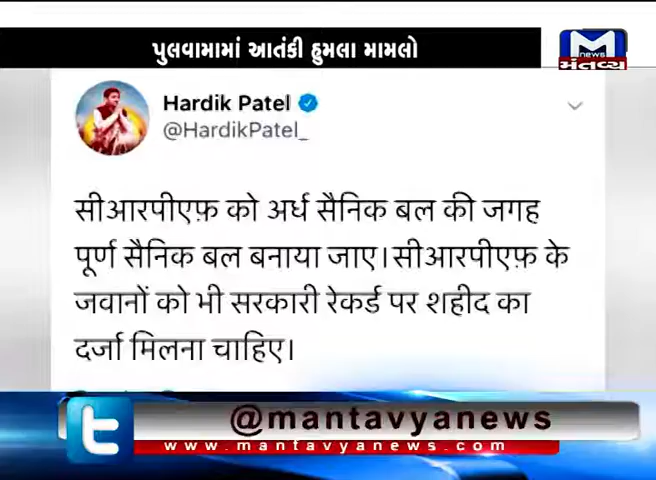 પુલવામામાં આતંકી હુમલા મામલો
M
news
મંતવ્ય
Hardik Patel
@HardikPatel_
सीआरपीएफ़ को अर्ध सैनिक बल की जगह
पूर्ण सैनिक बल बनाया जाए।सीआरपीएफ़ के
जवानों को भी सरकारी रेकर्ड पर शहीद का
दर्जा मिलना चाहिए।
@mantavyanews
www.mantavyanews.com